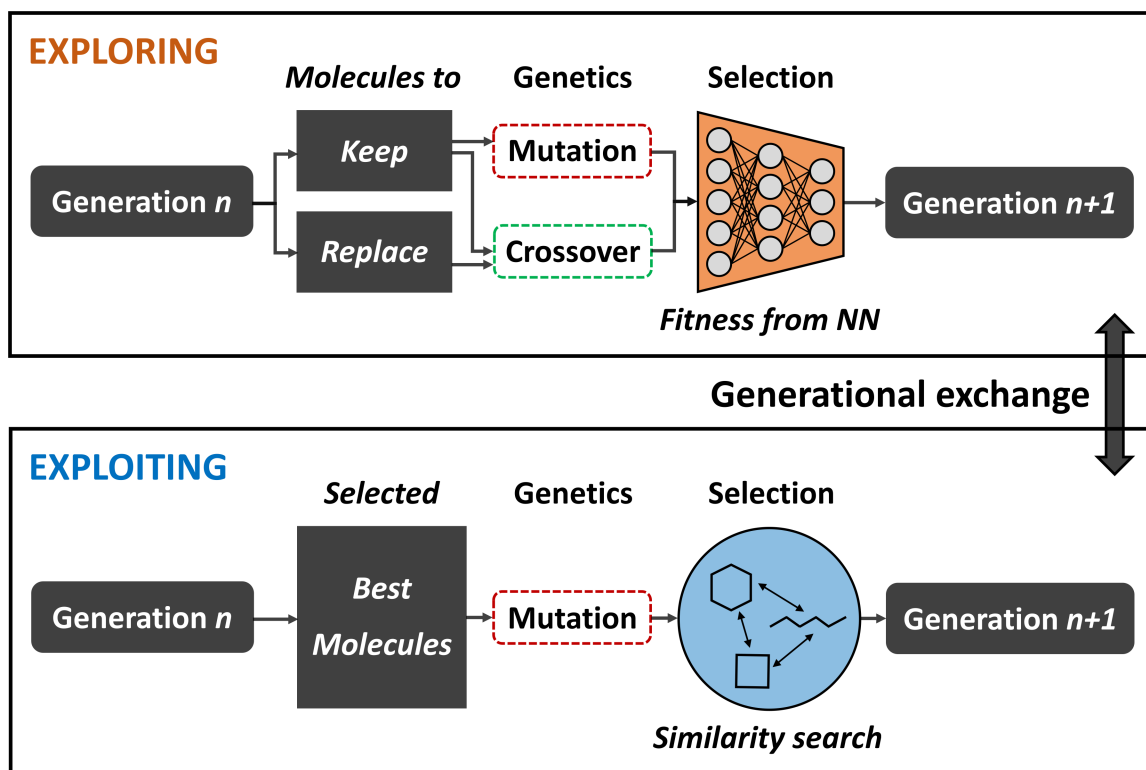 EXPLORING
Molecules to
Genetics
Selection
Generation n
Keep
Replace
Mutation
Crossover
Generation n+1
Fitness from NN
Generational exchange
EXPLOITING
Selected
Genetics
Selection
Generation n
Best
Molecules
Mutation
Generation n+1
Similarity search